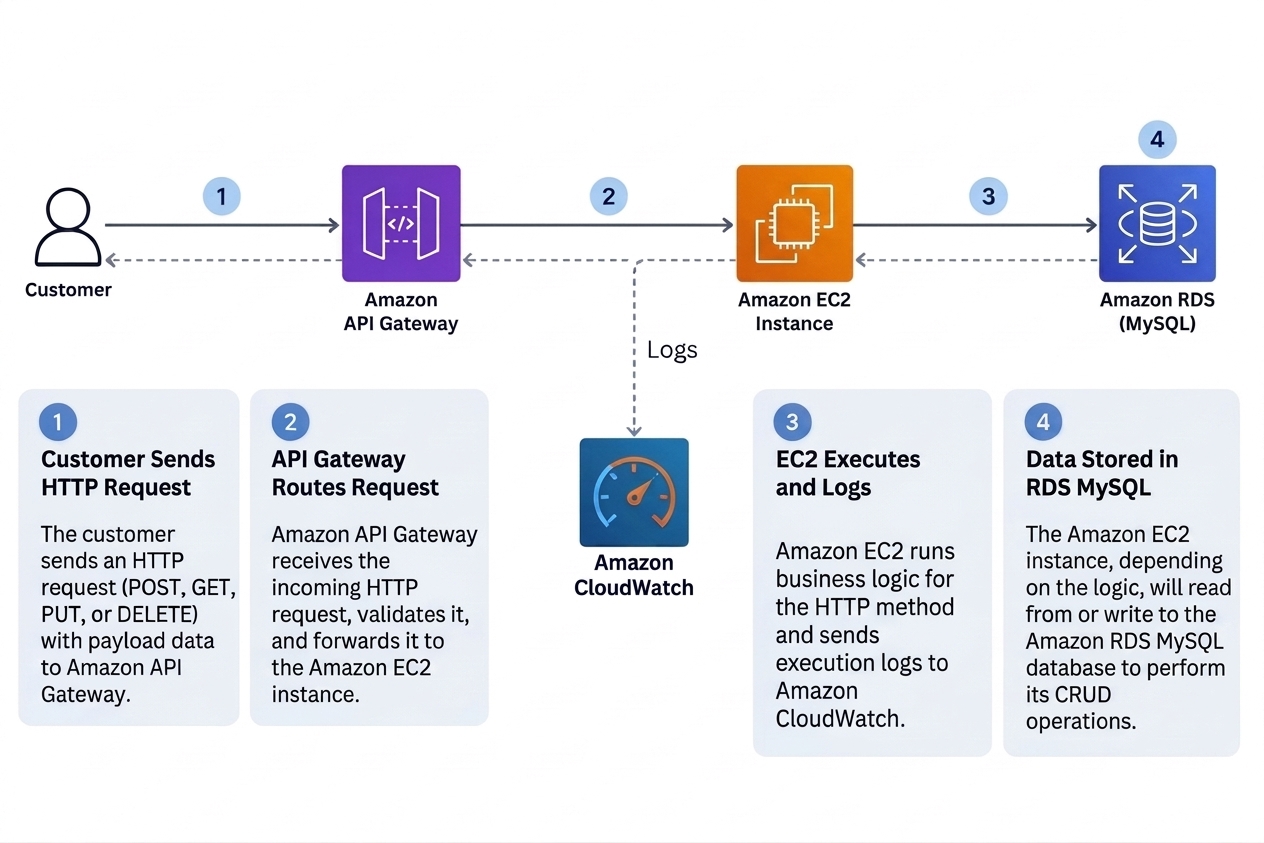 4
1
2
3
</>
Customer
Amazon
API Gateway
Amazon EC2
Instance
Amazon RDS
(MySQL)
Logs
Amazon
CloudWatch
1
Customer Sends
HTTP Request
The customer
sends an HTTP
request (POST, GET,
PUT, or DELETE)
with payload data
to Amazon API
Gateway.
2
API Gateway
Routes Request
Amazon API Gateway
receives the
incoming HTTP
request, validates it,
and forwards it to
the Amazon EC2
instance.
3
EC2 Executes
and Logs
Amazon EC2 runs
business logic for
the HTTP method
and sends
execution logs to
Amazon
CloudWatch.
4
Data Stored in
RDS MySQL
The Amazon EC2
instance, depending
on the logic, will read
from or write to the
Amazon RDS MySQL
database to perform
its CRUD
operations.